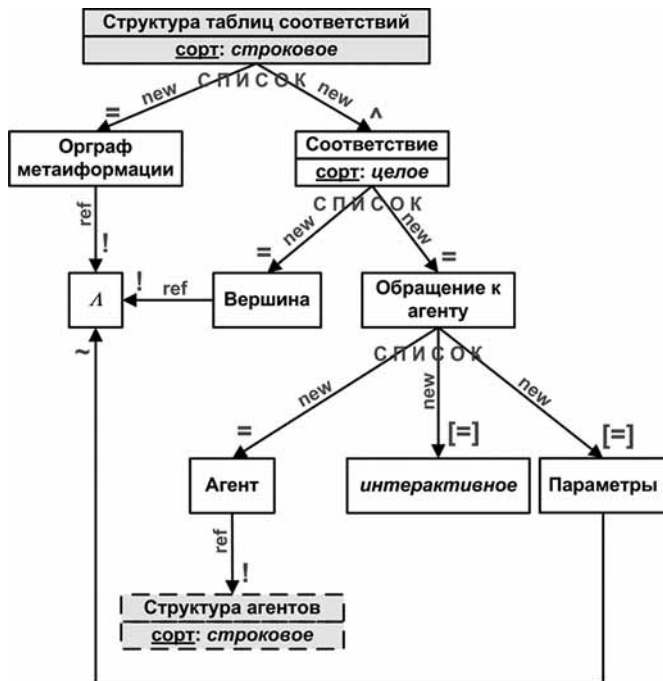 Структура таблиц соответствий
сорт: строковое
СПИСОК
new
new
=
^
Орграф
метаиформации
Соответствие
сорт: целое
СПИСОК
ref
new
new
!
=
=
Λ
!
ref
Вершина
Обращение к
агенту
~
СПИСОК
new
new
new
=
[=]
[=]
Агент
интерактивное
Параметры
ref
!
Структура агентов
сорт: строковое